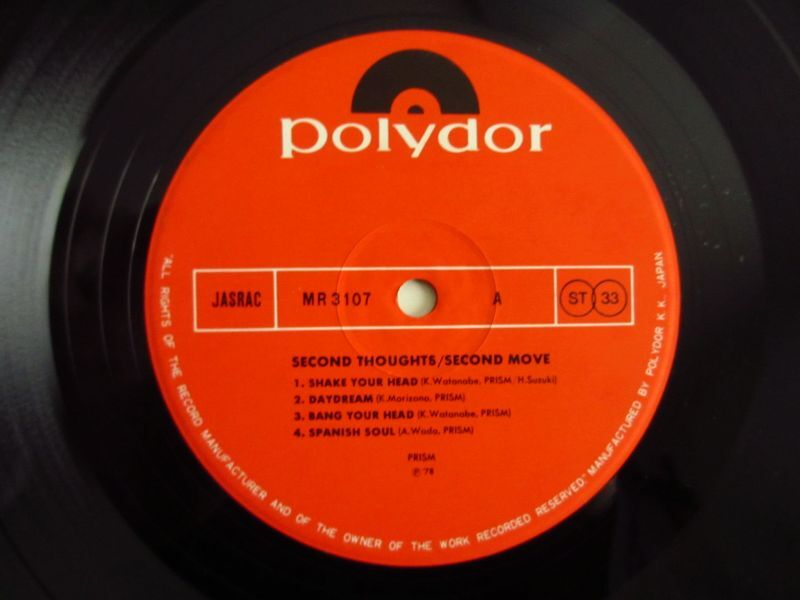 polydor
JASRAC MR 3107 A ST 33
SECOND THOUGHTS/SECOND MOVE
1. SHAKE YOUR HEAD (K.Watanabe, PRISM/H.Suzuki)
2. DAYDREAM (K.Morizono, PRISM)
3. BANG YOUR HEAD (K.Watanabe, PRISM)
4. SPANISH SOUL (A.Wada, PRISM)
PRISM
℗ '78
"ALL RIGHTS OF THE RECORD MANUFACTURER AND OF THE OWNER OF THE WORK RECORDED RESERVED." MANUFACTURED BY POLYDOR K.K., JAPAN